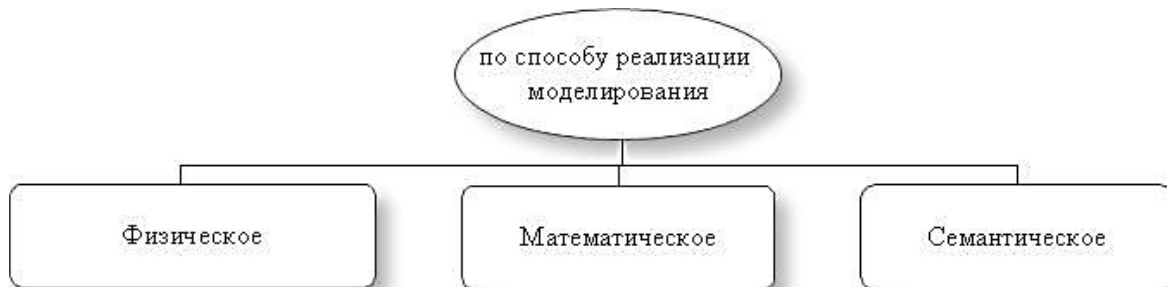 по способу реализации
моделирования
Физическое
Математическое
Семантическое